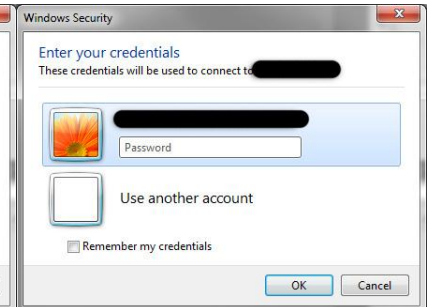 Windows Security
Enter your credentials
These credentials will be used to connect to
Password
Use another account
Remember my credentials
OK
Cancel